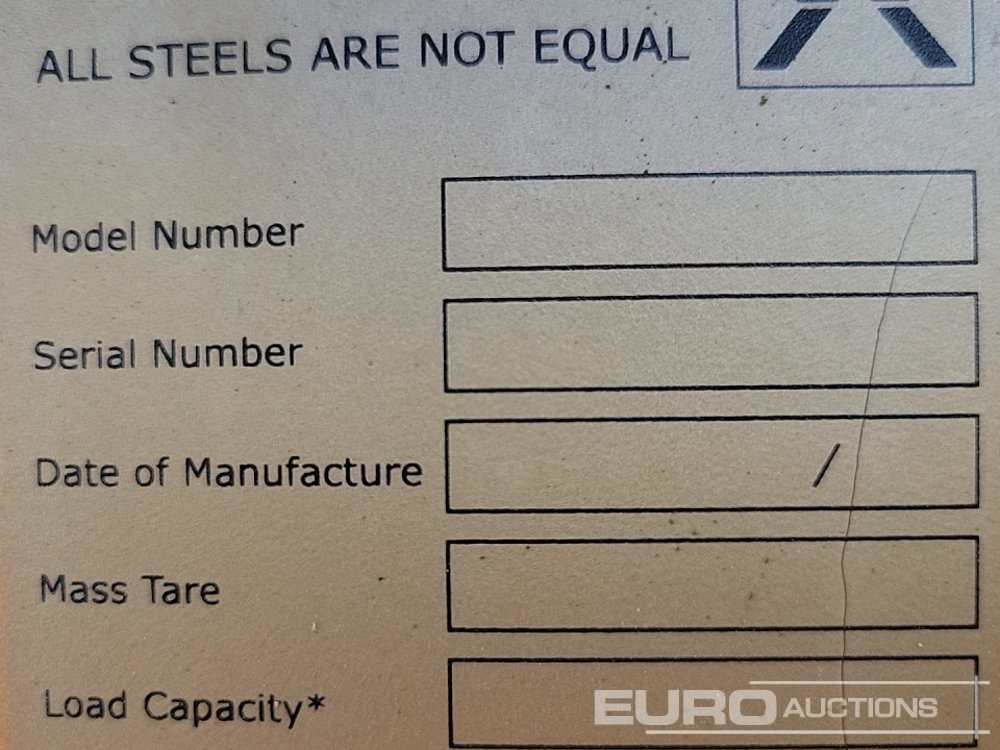 ALL STEELS ARE NOT EQUAL
Model Number
Serial Number
Date of Manufacture /
Mass Tare
Load Capacity*
EURO AUCTIONS